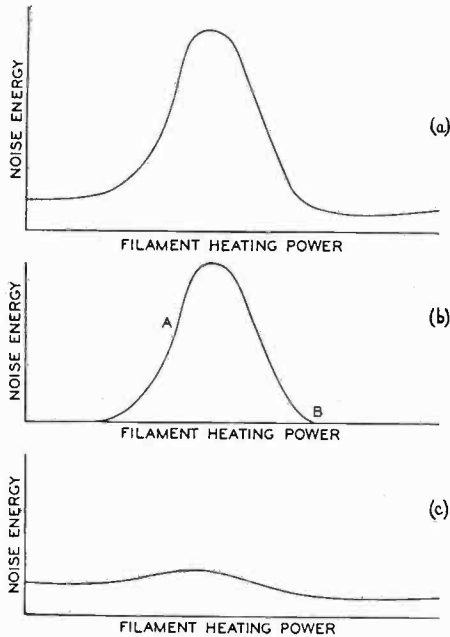 NOISE ENERGY
(a)
FILAMENT HEATING POWER
NOISE ENERGY
A
(b)
B
FILAMENT HEATING POWER
NOISE ENERGY
(c)
FILAMENT HEATING POWER